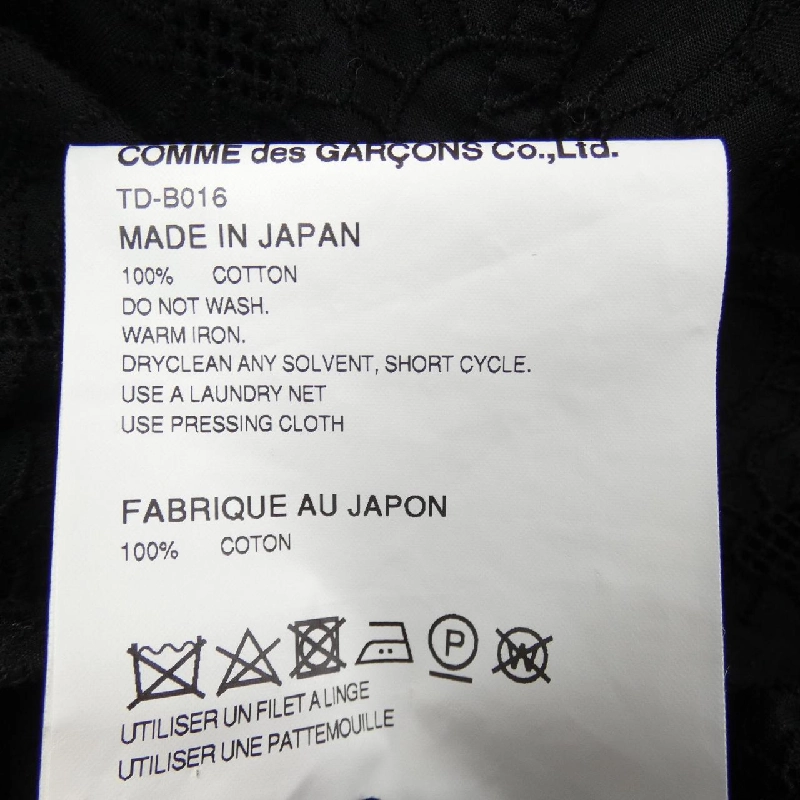 COMME des GARÇONS Co.,Ltd.
TD-B016
MADE IN JAPAN
100% COTTON
DO NOT WASH.
WARM IRON.
DRYCLEAN ANY SOLVENT, SHORT CYCLE.
USE A LAUNDRY NET
USE PRESSING CLOTH
FABRIQUE AU JAPON
100% COTON
P W
UTILISER UN FILET A LINGE
UTILISER UNE PATTEMOUILLE